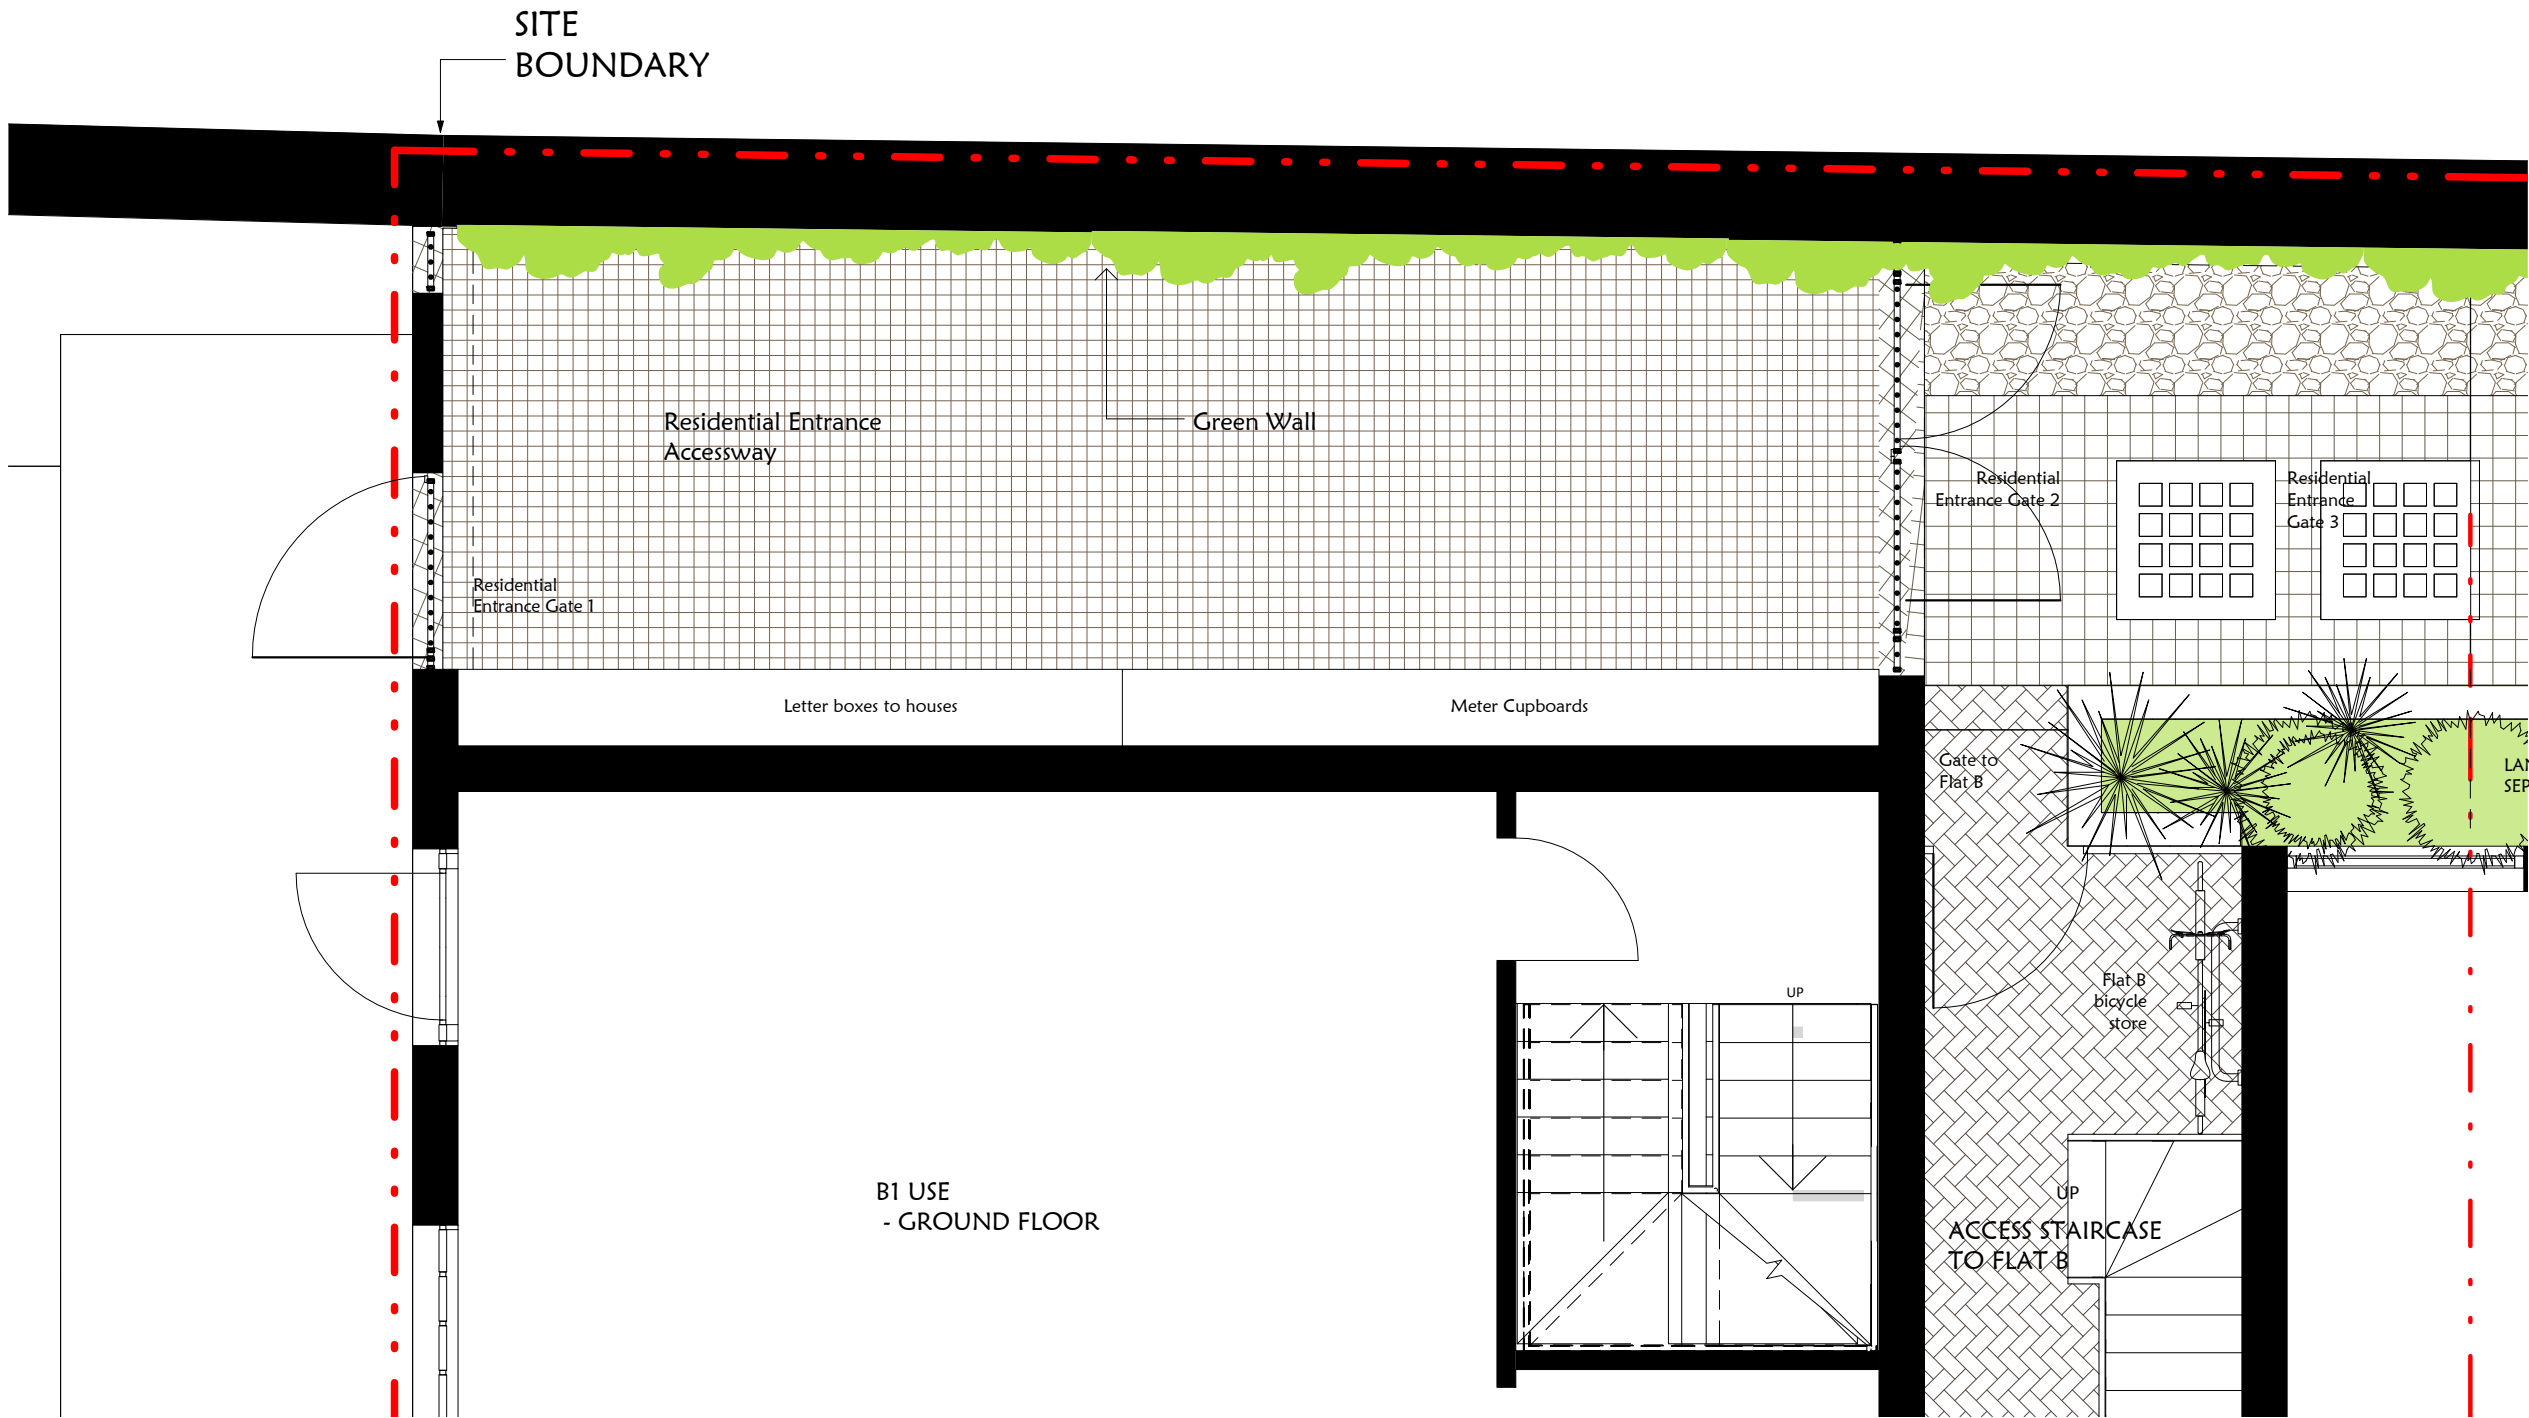 SITE
BOUNDARY
Residential Entrance
Accessway
Green Wall
Residential
Entrance Gate 2
Residential
Entrance
Gate 3
Residential
Entrance Gate 1
Letter boxes to houses
Meter Cupboards
Gate to
Flat B
LAN
SEP
Flat B
bicycle
store
UP
B1 USE
- GROUND FLOOR
UP
ACCESS STAIRCASE
TO FLAT B